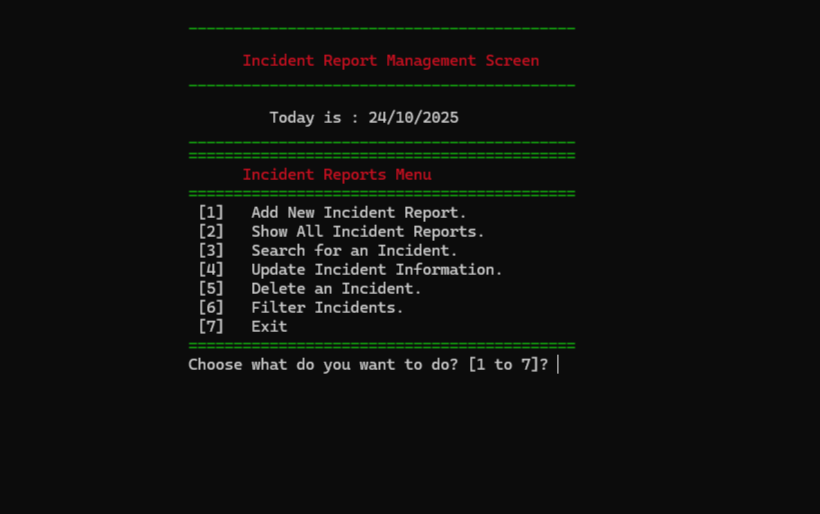 Incident Report Management Screen
Today is : 24/10/2025
Incident Reports Menu
[1] Add New Incident Report.
[2] Show All Incident Reports.
[3] Search for an Incident.
[4] Update Incident Information.
[5] Delete an Incident.
[6] Filter Incidents.
[7] Exit
Choose what do you want to do? [1 to 7]?